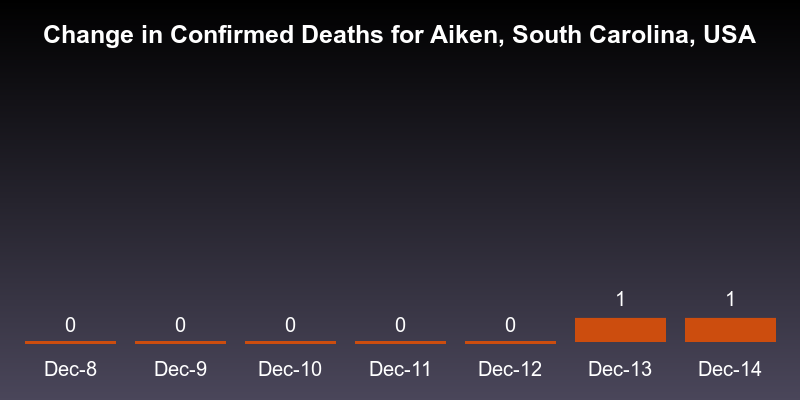 Change in Confirmed Deaths for Aiken, South Carolina, USA
0 0 0 0 0 1 1
Dec-8 Dec-9 Dec-10 Dec-11 Dec-12 Dec-13 Dec-14